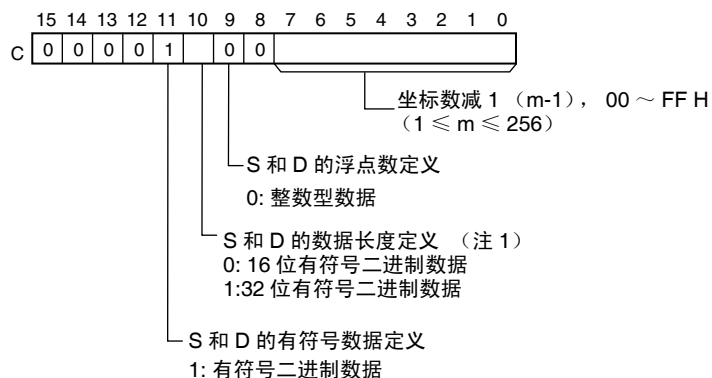 15 14 13 12 11 10 9 8 7 6 5 4 3 2 1 0
C 0 0 0 0 1 0 0
坐标数减 1 （m-1）， 00 ～ FF H
（1 ≤ m ≤ 256）
S 和 D 的浮点数定义
0: 整数型数据
S 和 D 的数据长度定义 （注 1）
0: 16 位有符号二进制数据
1:32 位有符号二进制数据
S 和 D 的有符号数据定义
1: 有符号二进制数据